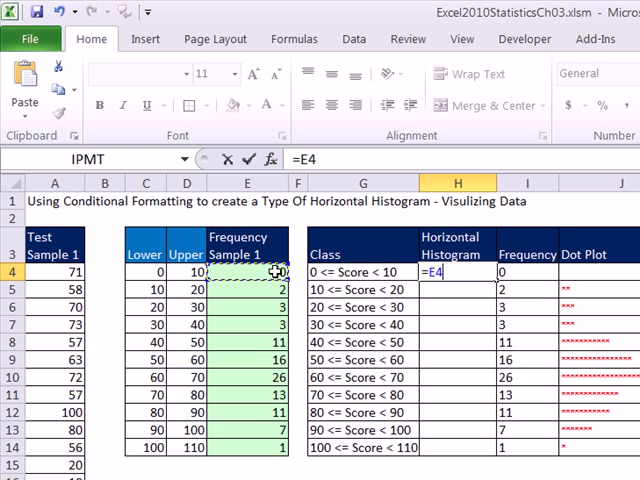 Excel2010StatisticsCh03.xlsm - Micros
File Home Insert Page Layout Formulas Data Review View Developer Add-Ins
Paste
11 A A
Wrap Text
General
B I U
Merge & Center
$ %
Clipboard Font Alignment Number
IPMT =E4
A B C D E F G H I J
1 Using Conditional Formatting to create a Type Of Horizontal Histogram - Visulizing Data
2
Test Frequency Horizontal
3 Sample 1 Lower Upper Sample 1 Class Histogram Frequency Dot Plot
4 71 0 10 0 0 <= Score < 10 =E4 0
5 58 10 20 2 10 <= Score < 20 2 **
6 70 20 30 3 20 <= Score < 30 3 ***
7 73 30 40 3 30 <= Score < 40 3 ***
8 58 40 50 11 40 <= Score < 50 11 ***********
9 63 50 60 16 50 <= Score < 60 16 ****************
10 72 60 70 26 60 <= Score < 70 26
11 57 70 80 13 70 <= Score < 80 13 *************
12 100 80 90 11 80 <= Score < 90 11 ***********
13 80 90 100 7 90 <= Score < 100 7 *******
14 56 100 110 1 100 <= Score < 110 1 *
15 20